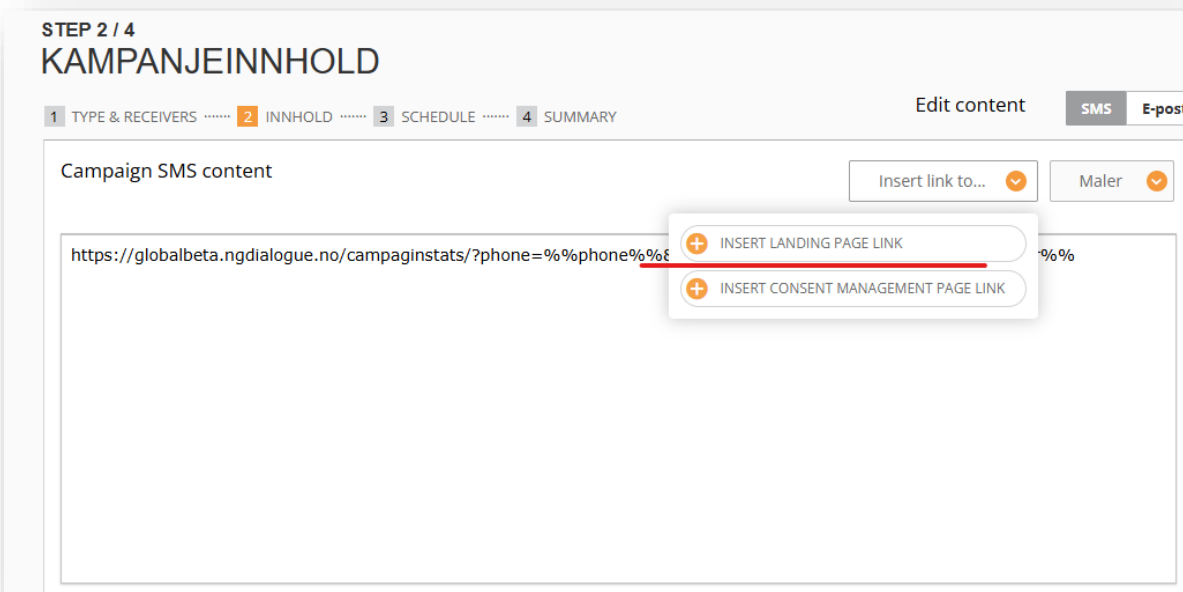 STEP 2 / 4
KAMPANJEINNHOLD
1 TYPE & RECEIVERS ······· 2 INNHOLD ······· 3 SCHEDULE ······· 4 SUMMARY
Edit content SMS E-post
Campaign SMS content
Insert link to... Maler
INSERT LANDING PAGE LINK
https://globalbeta.ngdialogue.no/campaginstats/?phone=%%phone%%& %%
INSERT CONSENT MANAGEMENT PAGE LINK